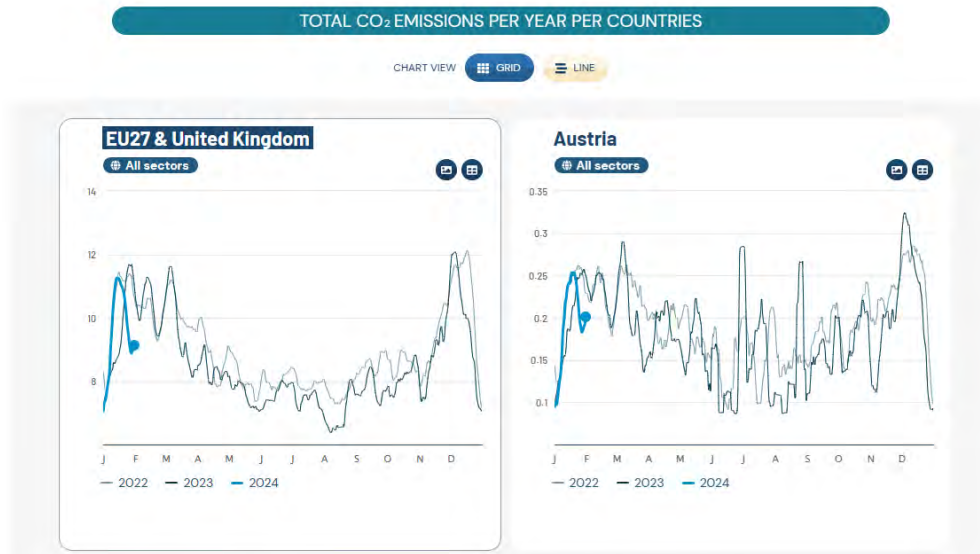 TOTAL CO₂ EMISSIONS PER YEAR PER COUNTRIES
CHART VIEW GRID LINE
EU27 & United Kingdom
All sectors
14
12
10
8
J F M A M J J A S O N D
2022 2023 2024
Austria
All sectors
0.35
0.3
0.25
0.2
0.15
0.1
J F M A M J J A S O N D
2022 2023 2024